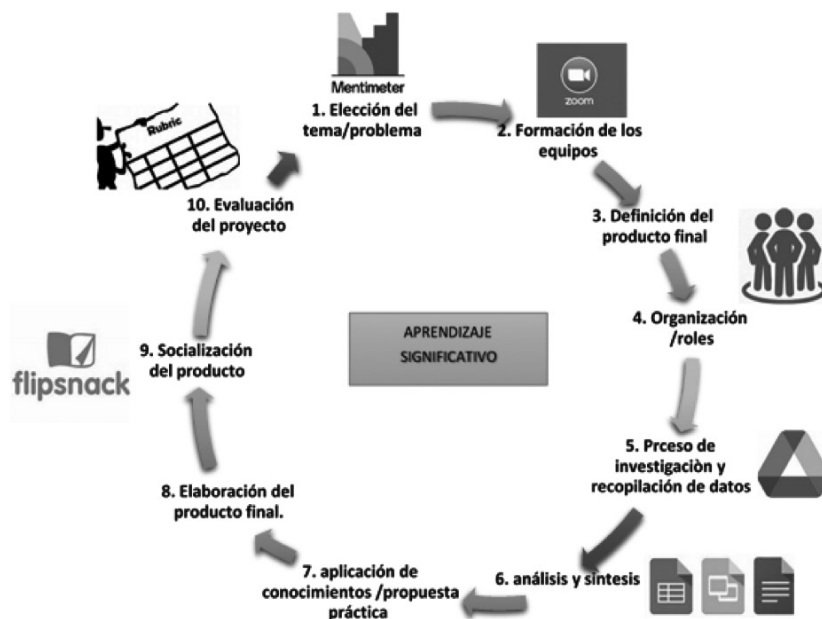 Mentimeter
1. Elección del
tema/problema
zoom
2. Formación de los
equipos
3. Definición del
producto final
4. Organización
/roles
5. Prceso de
investigaciòn y
recopilación de datos
6. análisis y síntesis
7. aplicación de
conocimientos /propuesta
práctica
8. Elaboración del
producto final.
9. Socialización
del producto
flipsnack
10. Evaluación
del proyecto
Rubric
APRENDIZAJE
SIGNIFICATIVO